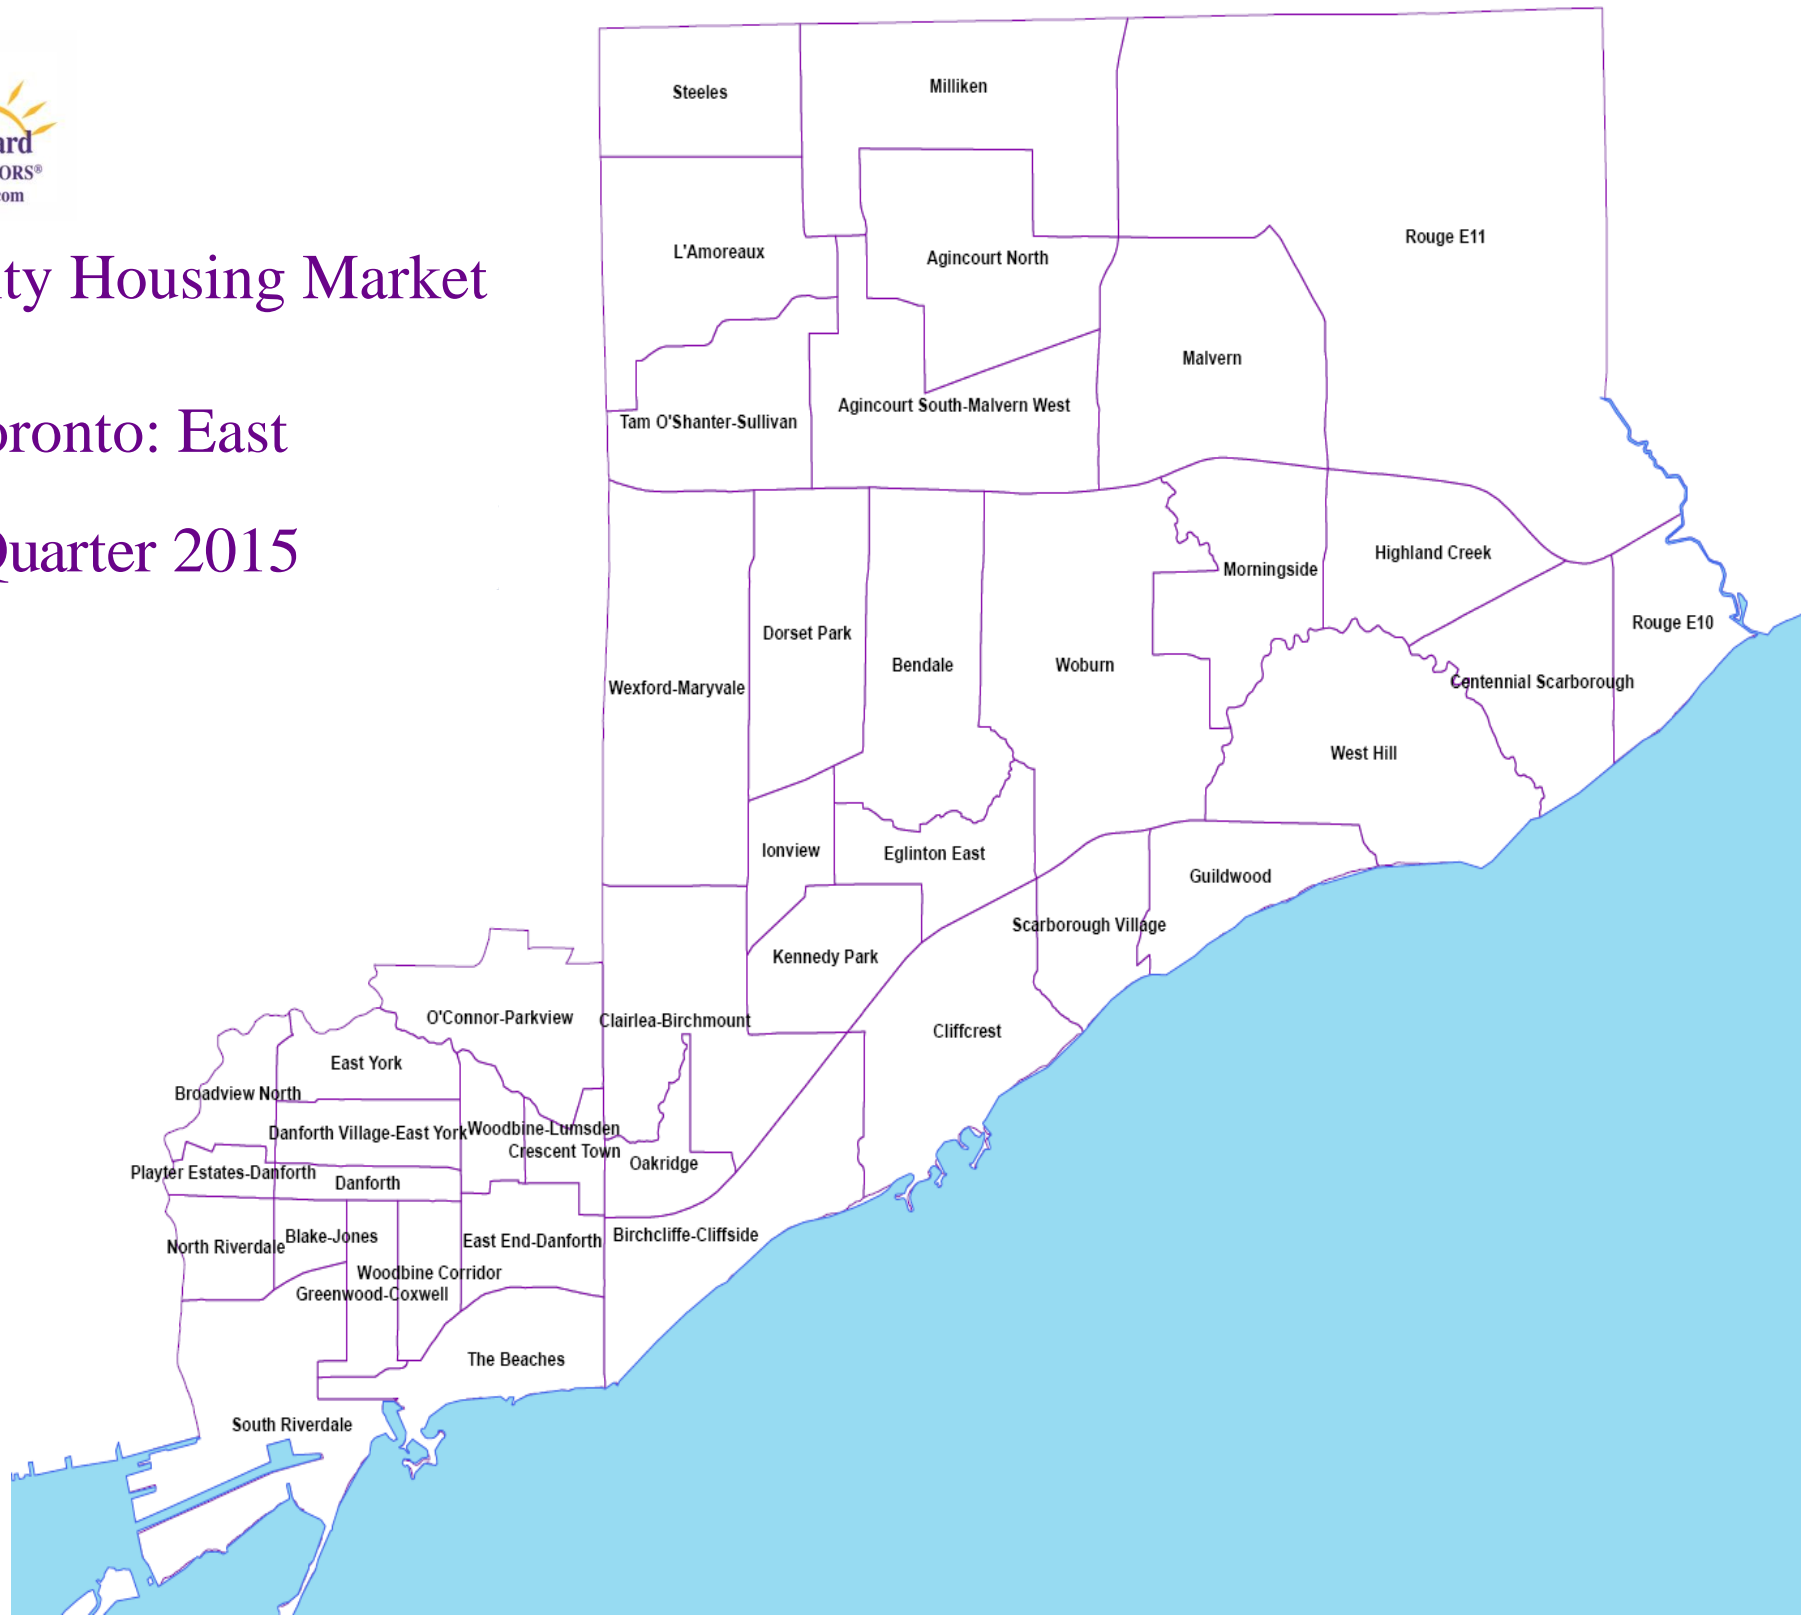 ard
ORS®
com
ity Housing Market
oronto: East
Quarter 2015
Steeles
Milliken
L'Amoreaux
Agincourt North
Rouge E11
Malvern
Tam O'Shanter-Sullivan
Agincourt South-Malvern West
Highland Creek
Morningside
Rouge E10
Dorset Park
Bendale
Woburn
Wexford-Maryvale
Centennial Scarborough
West Hill
Ionview
Eglinton East
Guildwood
Scarborough Village
Kennedy Park
O'Connor-Parkview
Clairlea-Birchmount
Cliffcrest
East York
Broadview North
Danforth Village-East York
Woodbine-Lumsden
Crescent Town
Oakridge
Playter Estates-Danforth
Danforth
North Riverdale
Blake-Jones
East End-Danforth
Birchcliffe-Cliffside
Woodbine Corridor
Greenwood-Coxwell
The Beaches
South Riverdale